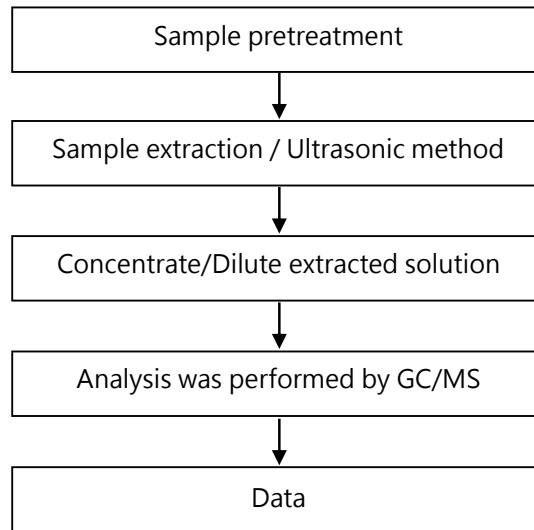 Sample pretreatment
Sample extraction / Ultrasonic method
Concentrate/Dilute extracted solution
Analysis was performed by GC/MS
Data